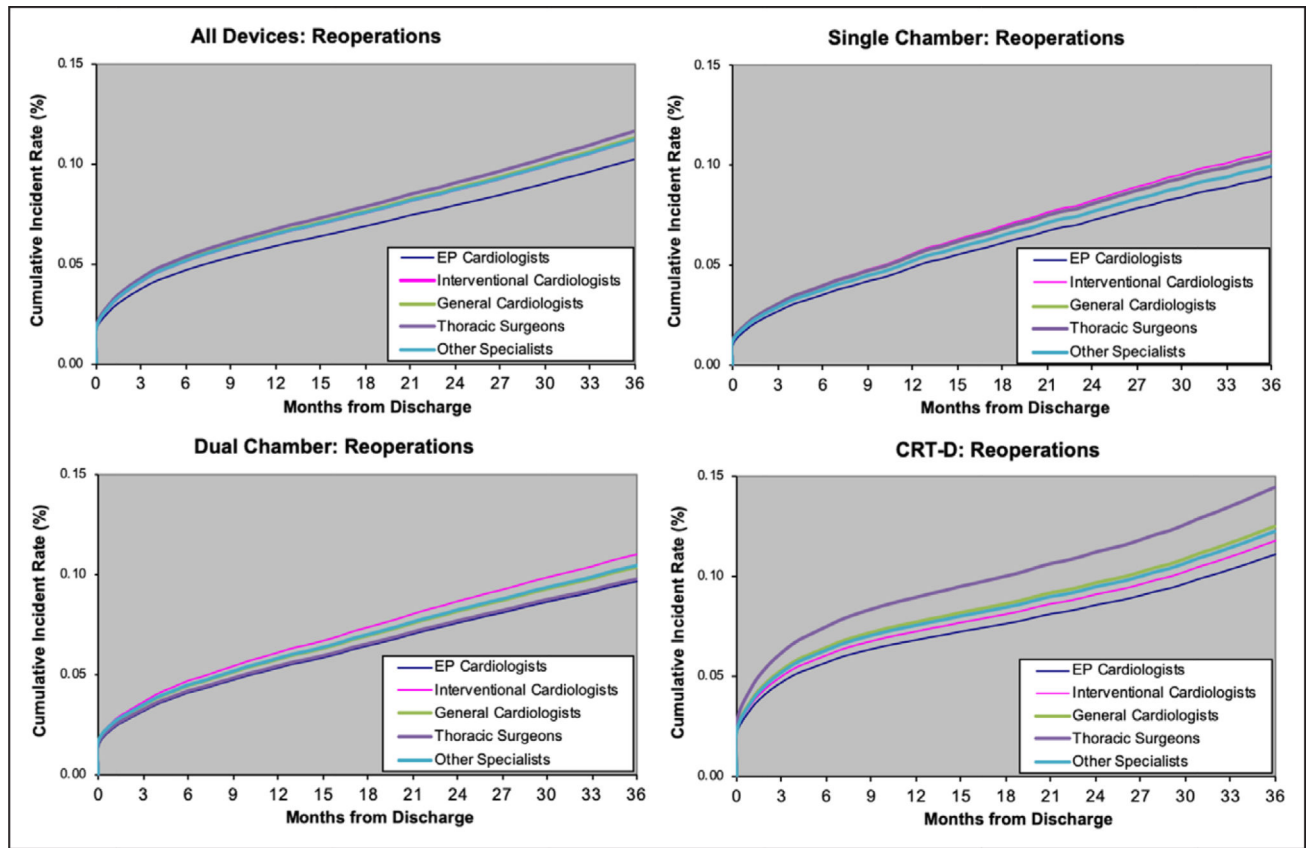 All Devices: Reoperations
Cumulative Incident Rate (%)
0.15
0.10
0.05
0.00
EP Cardiologists
Interventional Cardiologists
General Cardiologists
Thoracic Surgeons
Other Specialists
0 3 6 9 12 15 18 21 24 27 30 33 36
Months from Discharge
Single Chamber: Reoperations
Cumulative Incident Rate (%)
0.15
0.10
0.05
0.00
EP Cardiologists
Interventional Cardiologists
General Cardiologists
Thoracic Surgeons
Other Specialists
0 3 6 9 12 15 18 21 24 27 30 33 36
Months from Discharge
Dual Chamber: Reoperations
Cumulative Incident Rate (%)
0.15
0.10
0.05
0.00
EP Cardiologists
Interventional Cardiologists
General Cardiologists
Thoracic Surgeons
Other Specialists
0 3 6 9 12 15 18 21 24 27 30 33 36
Months from Discharge
CRT-D: Reoperations
Cumulative Incident Rate (%)
0.15
0.10
0.05
0.00
EP Cardiologists
Interventional Cardiologists
General Cardiologists
Thoracic Surgeons
Other Specialists
0 3 6 9 12 15 18 21 24 27 30 33 36
Months from Discharge